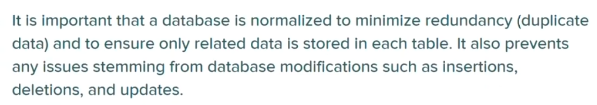 It is important that a database is normalized to minimize redundancy (duplicate
data) and to ensure only related data is stored in each table. It also prevents
any issues stemming from database modifications such as insertions,
deletions, and updates.